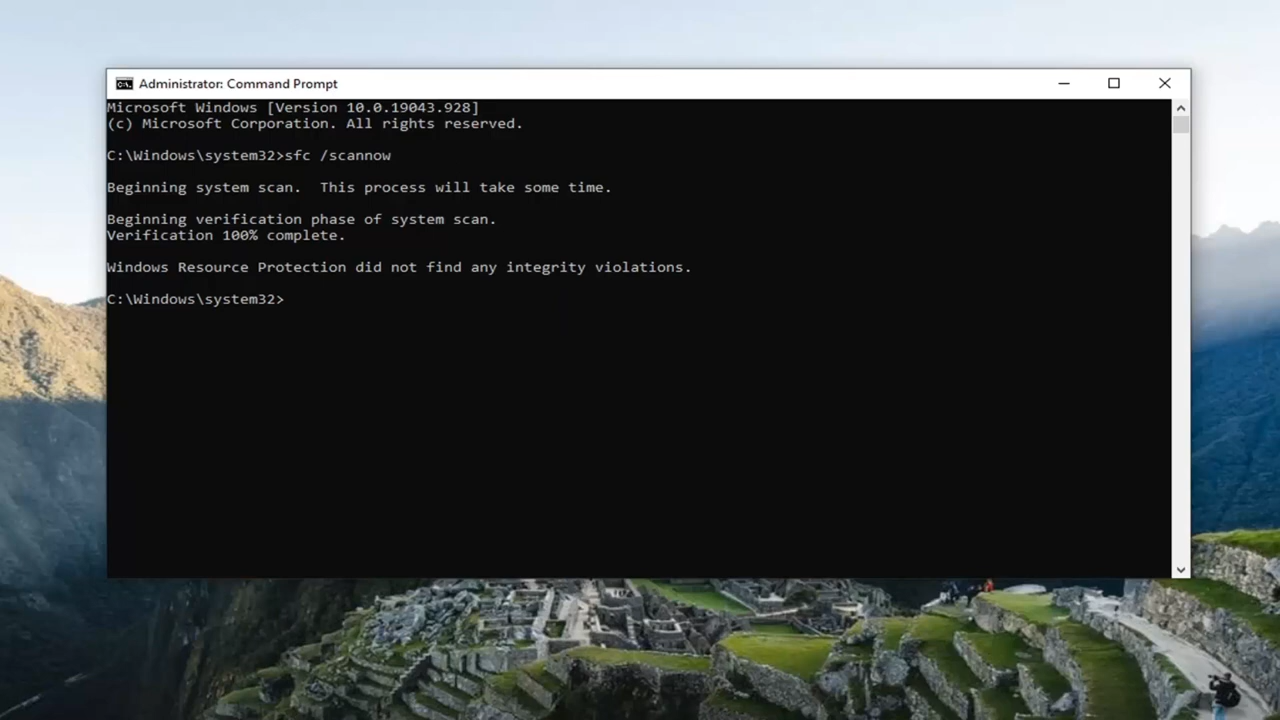 Administrator: Command Prompt
Microsoft Windows [Version 10.0.19043.928]
(c) Microsoft Corporation. All rights reserved.
C:\Windows\system32>sfc /scannow
Beginning system scan.  This process will take some time.
Beginning verification phase of system scan.
Verification 100% complete.
Windows Resource Protection did not find any integrity violations.
C:\Windows\system32>